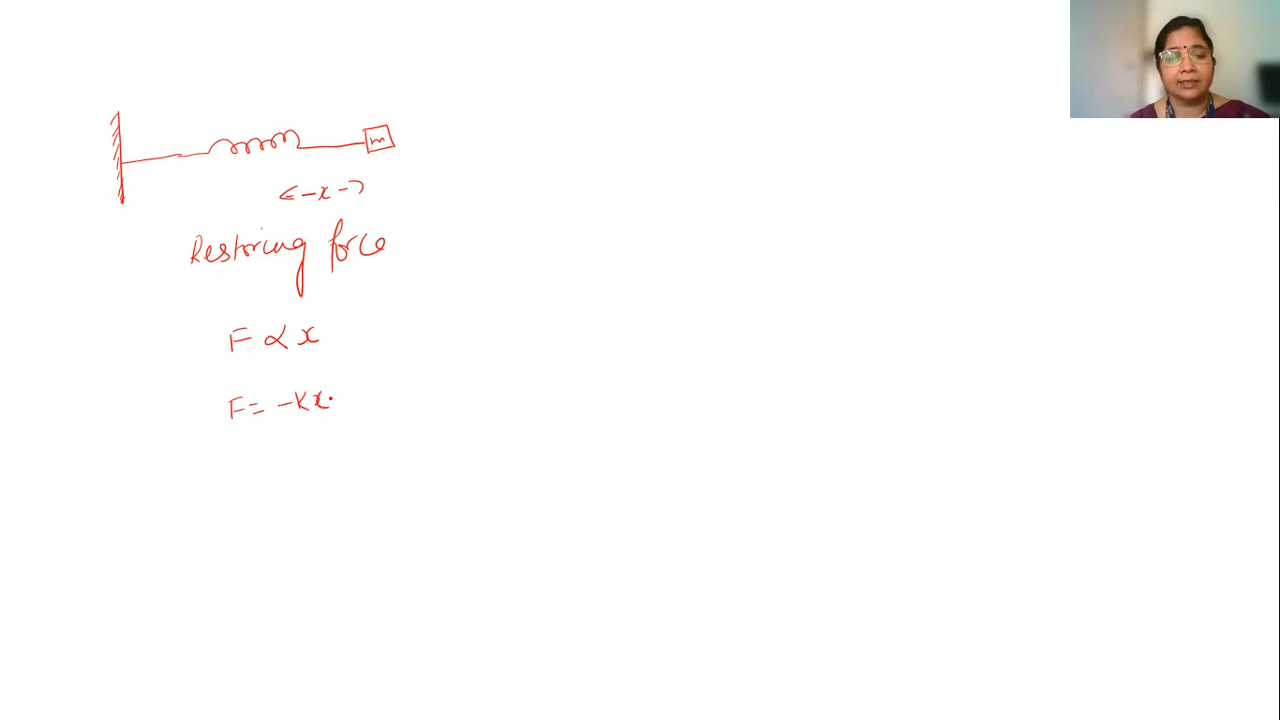 m
←-x-→
Restoring force
F ∝ x
F = -Kx